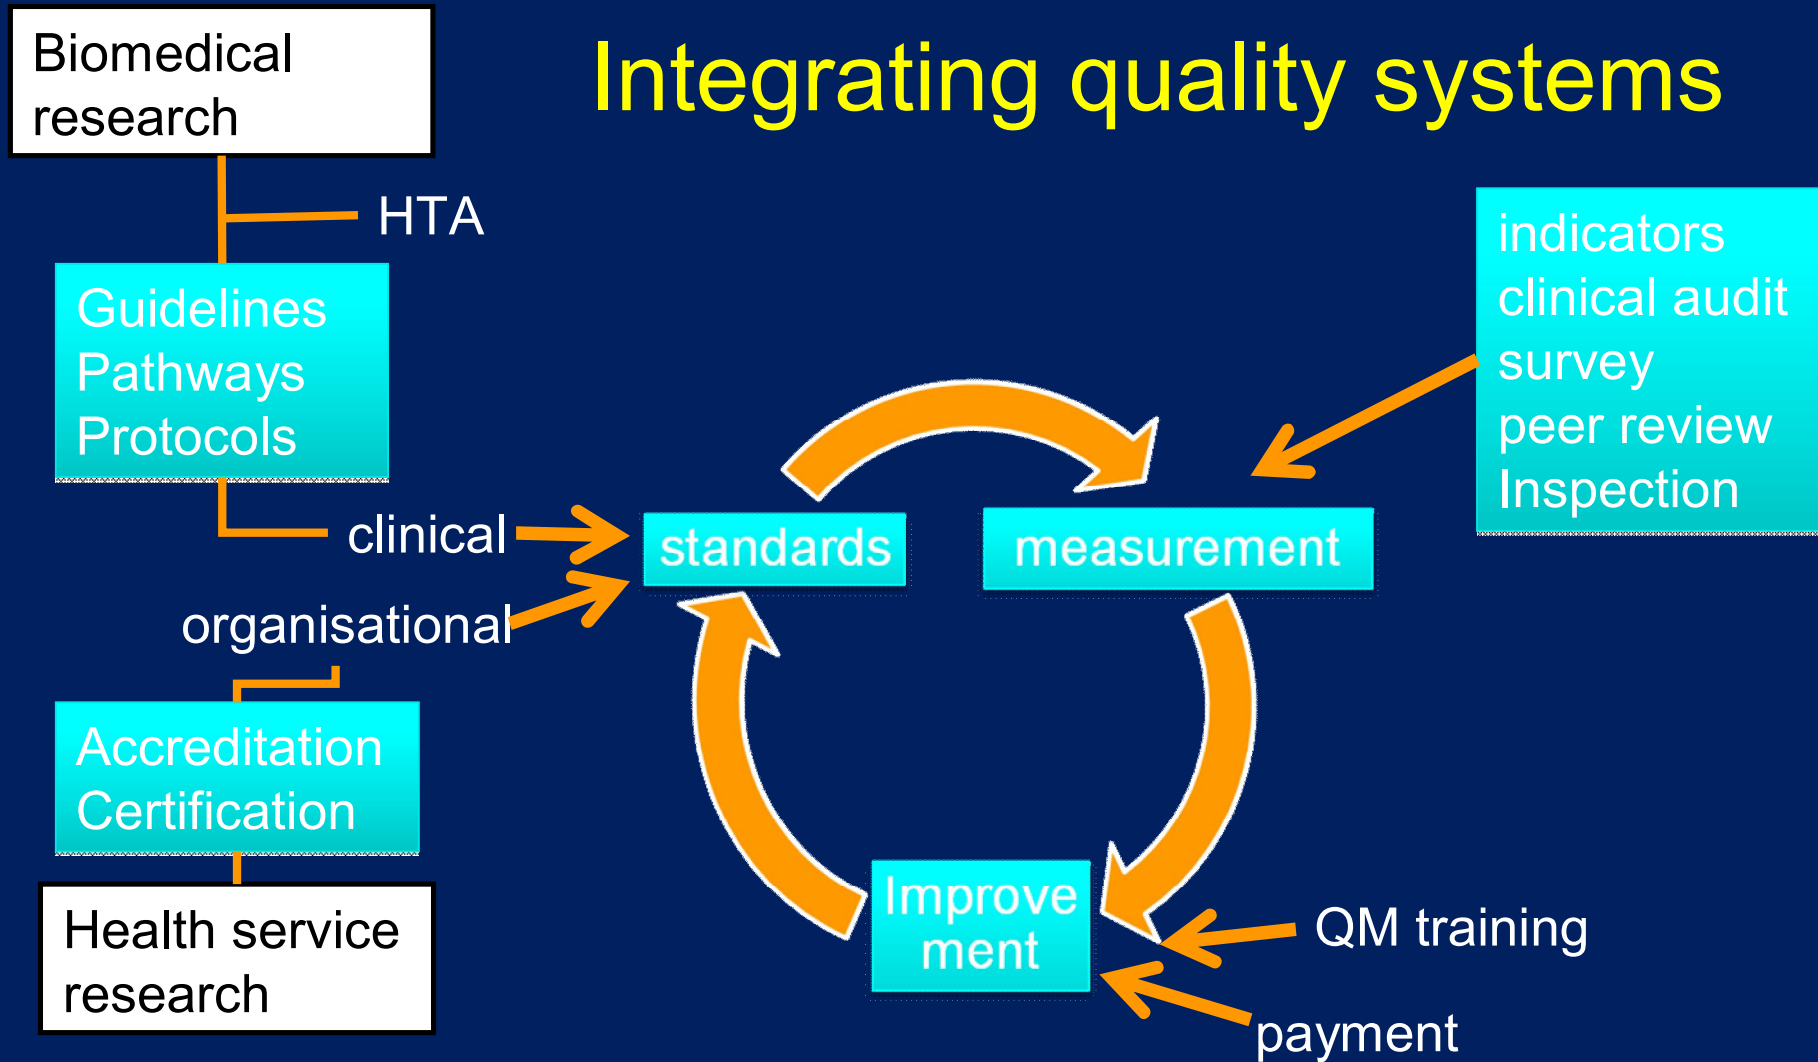 Biomedical
research
Integrating quality systems
HTA
Guidelines
Pathways
Protocols
indicators
clinical audit
survey
peer review
Inspection
clinical
standards
measurement
organisational
Accreditation
Certification
Improve
ment
Health service
research
QM training
payment